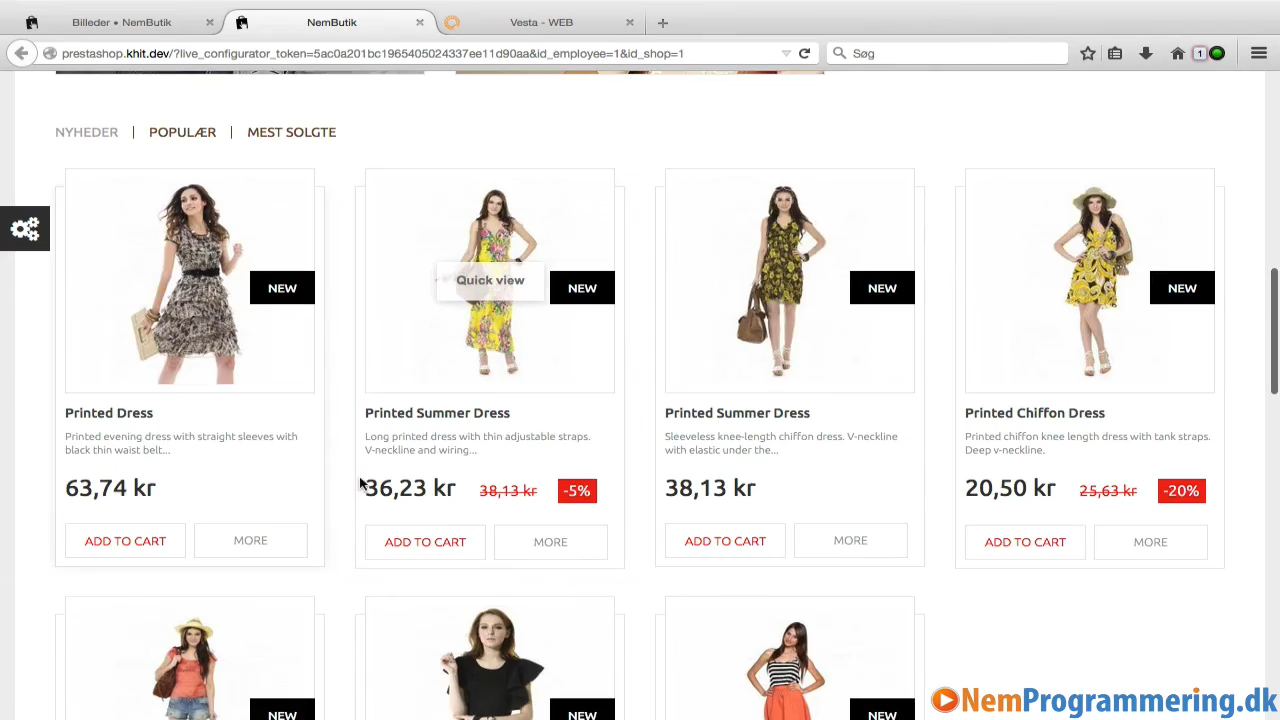 Billeder • NemButik
NemButik
Vesta - WEB
prestashop.khit.dev/?live_configurator_token=5ac0a201bc1965405024337ee11d90aa&id_employee=1&id_shop=1
Søg
1
NYHEDER | POPULÆR | MEST SOLGTE
NEW
Quick view
NEW
NEW
NEW
Printed Dress
Printed evening dress with straight sleeves with
black thin waist belt...
63,74 kr
ADD TO CART
MORE
Printed Summer Dress
Long printed dress with thin adjustable straps.
V-neckline and wiring...
36,23 kr 38,13 kr -5%
ADD TO CART
MORE
Printed Summer Dress
Sleeveless knee-length chiffon dress. V-neckline
with elastic under the...
38,13 kr
ADD TO CART
MORE
Printed Chiffon Dress
Printed chiffon knee length dress with tank straps.
Deep v-neckline.
20,50 kr 25,63 kr -20%
ADD TO CART
MORE
NEW
NEW
NEW
NemProgrammering.dk